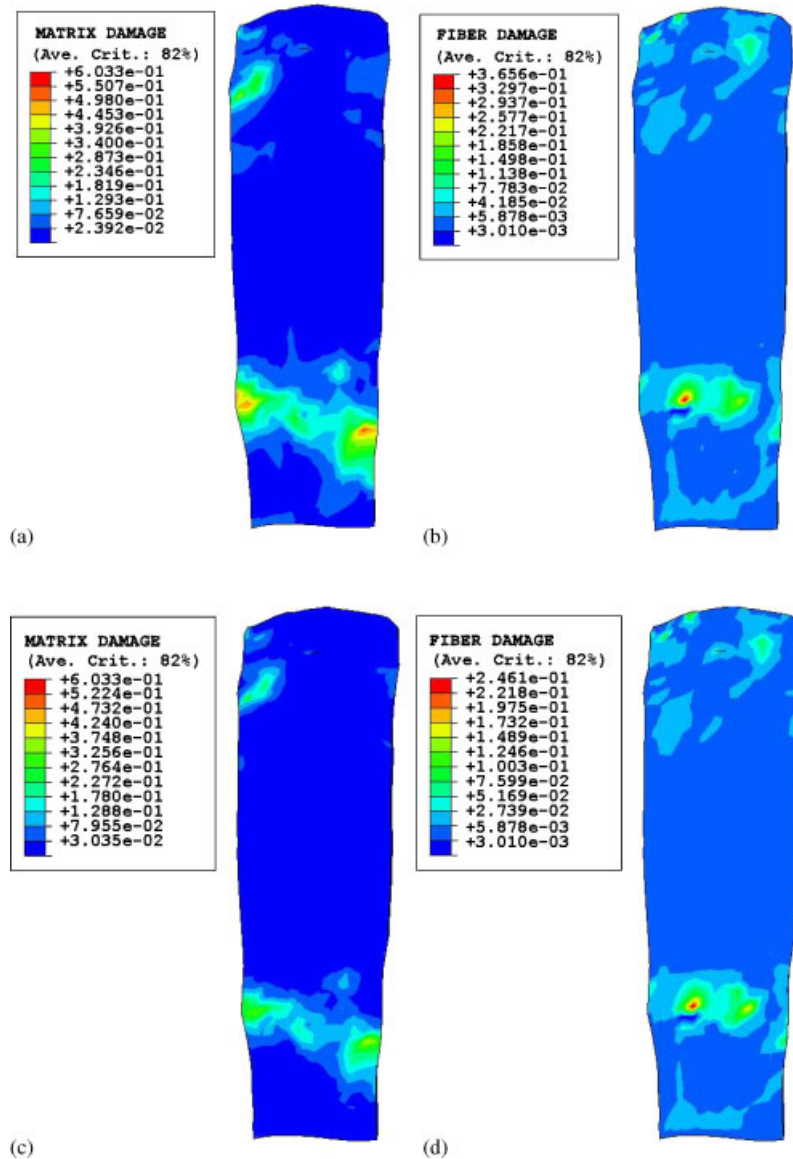 MATRIX DAMAGE
(Ave. Crit.: 82%)
+6.033e-01
+5.507e-01
+4.980e-01
+4.453e-01
+3.926e-01
+3.400e-01
+2.873e-01
+2.346e-01
+1.819e-01
+1.293e-01
+7.659e-02
+2.392e-02
(a)
FIBER DAMAGE
(Ave. Crit.: 82%)
+3.656e-01
+3.297e-01
+2.937e-01
+2.577e-01
+2.217e-01
+1.858e-01
+1.498e-01
+1.138e-01
+7.783e-02
+4.185e-02
+5.878e-03
+3.010e-03
(b)
MATRIX DAMAGE
(Ave. Crit.: 82%)
+6.033e-01
+5.224e-01
+4.732e-01
+4.240e-01
+3.748e-01
+3.256e-01
+2.764e-01
+2.272e-01
+1.780e-01
+1.288e-01
+7.955e-02
+3.035e-02
(c)
FIBER DAMAGE
(Ave. Crit.: 82%)
+2.461e-01
+2.218e-01
+1.975e-01
+1.732e-01
+1.489e-01
+1.246e-01
+1.003e-01
+7.599e-02
+5.169e-02
+2.739e-02
+5.878e-03
+3.010e-03
(d)